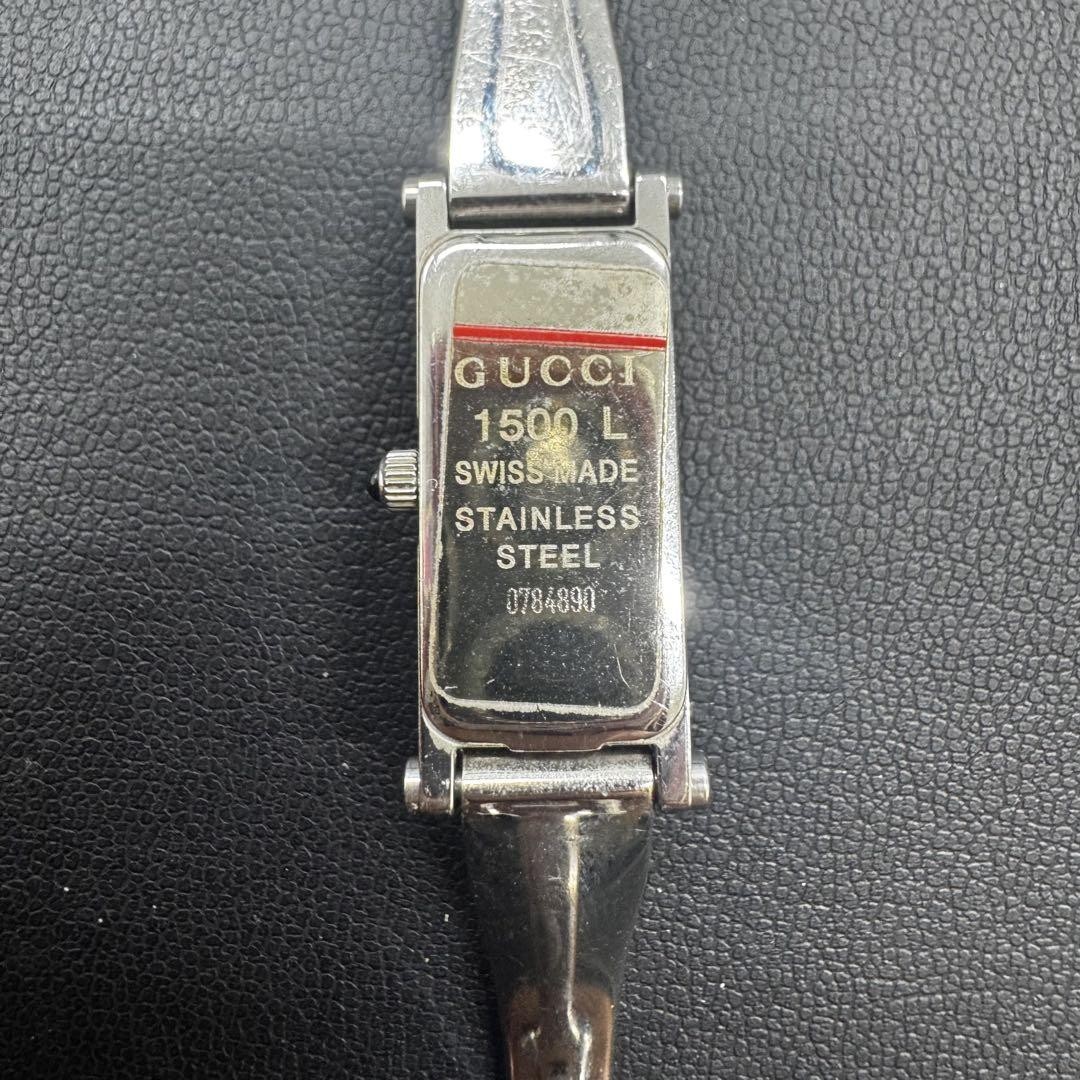 GUCCI
1500 L
SWISS MADE
STAINLESS
STEEL
0784890